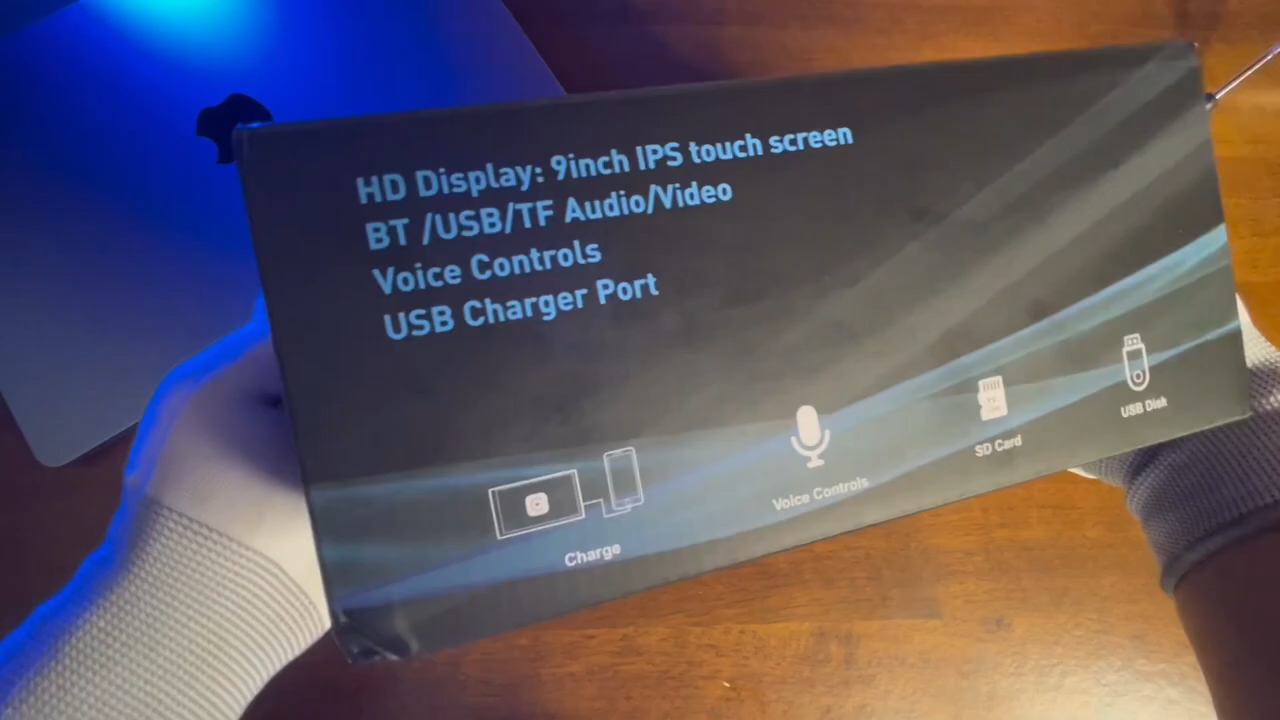 HD Display: 9inch IPS touch screen
BT /USB/TF Audio/Video
Voice Controls
USB Charger Port
Charge
Voice Controls
SD Card
USB Disk